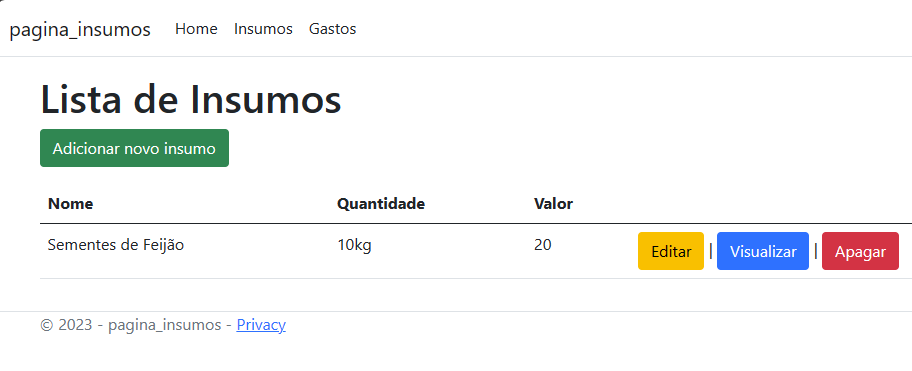 pagina_insumos Home Insumos Gastos
Lista de Insumos
Adicionar novo insumo
Nome Quantidade Valor
Sementes de Feijão 10kg 20 Editar | Visualizar | Apagar
© 2023 - pagina_insumos - Privacy